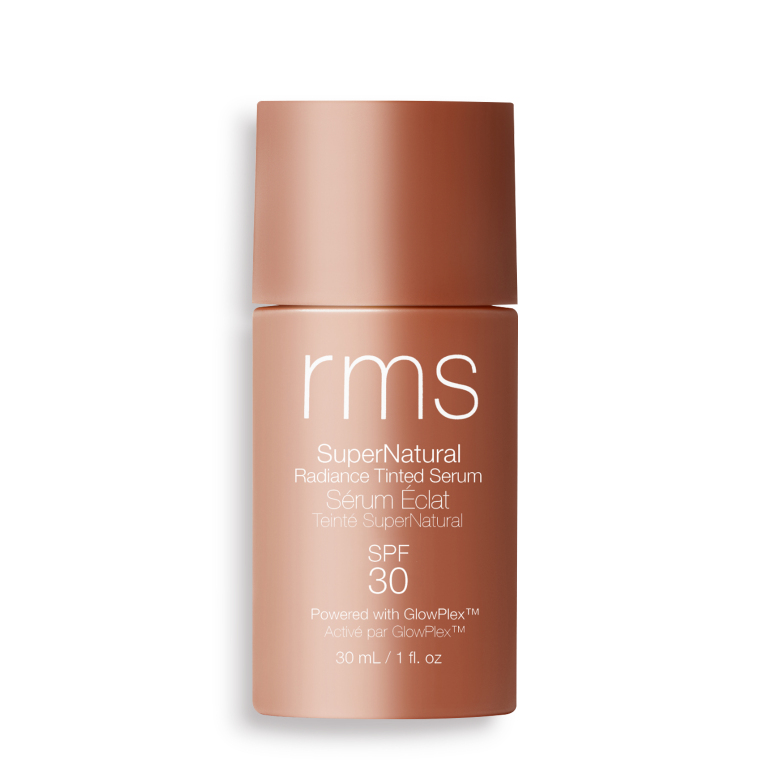 rms
SuperNatural
Radiance Tinted Serum
Sérum Éclat
Teinté SuperNatural
SPF
30
Powered with GlowPlex™
Activé par GlowPlex™
30 mL / 1 fl. oz